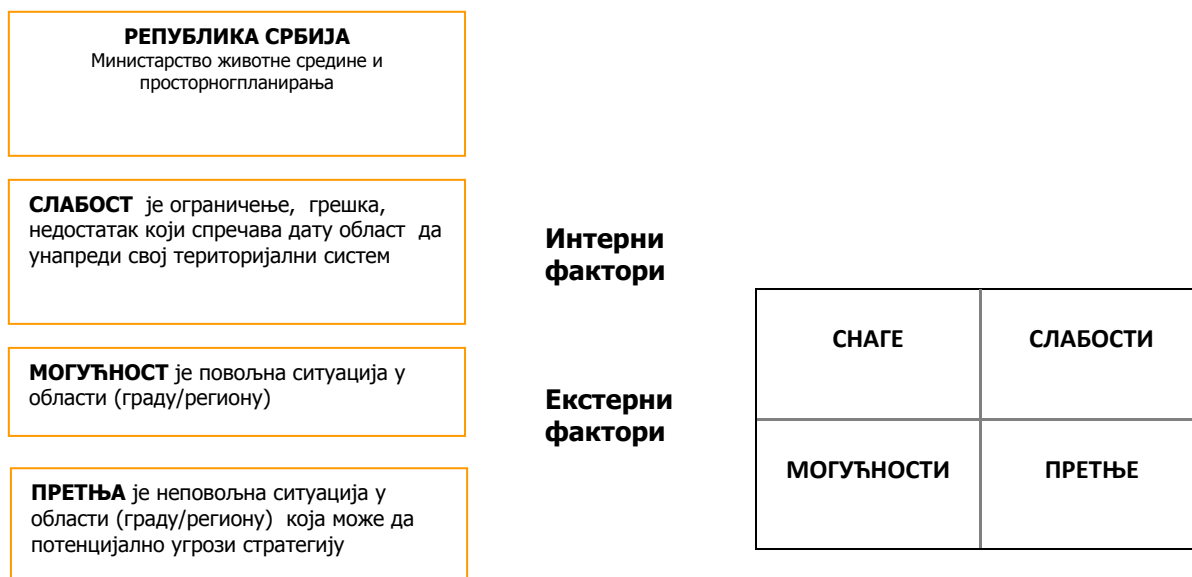 РЕПУБЛИКА СРБИЈА
Министарство животне средине и
просторногпланирања
СЛАБОСТ је ограничење, грешка,
недостатак који спречава дату област да
унапреди свој територијални систем
МОГУЋНОСТ је повољна ситуација у
области (граду/региону)
ПРЕТЊА је неповољна ситуација у
области (граду/региону) која може да
потенцијално угрози стратегију
Интерни
фактори
Екстерни
фактори
СНАГЕ
СЛАБОСТИ
МОГУЋНОСТИ
ПРЕТЊЕ